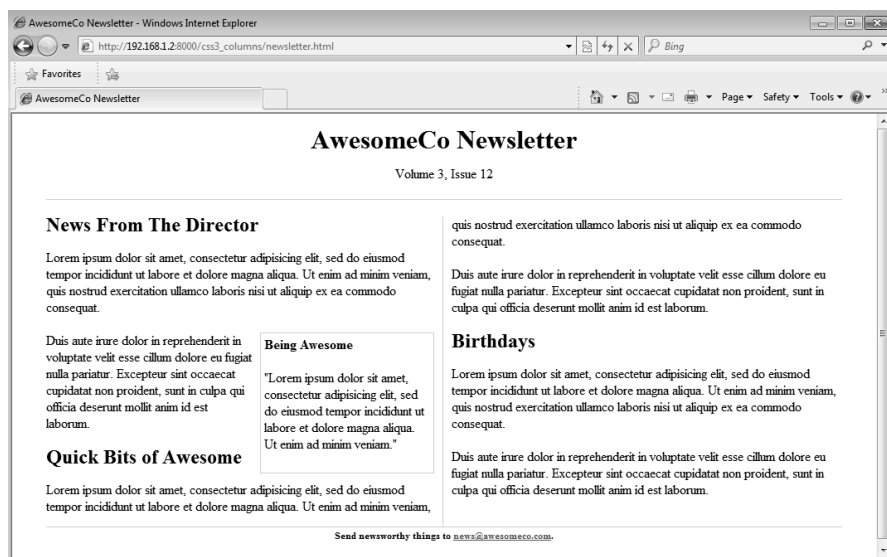 AwesomeCo Newsletter - Windows Internet Explorer
http://192.168.1.2:8000/css3_columns/newsletter.html
Bing
Favorites
AwesomeCo Newsletter
Page
Safety
Tools
AwesomeCo Newsletter
Volume 3, Issue 12
News From The Director
Lorem ipsum dolor sit amet, consectetur adipisicing elit, sed do eiusmod
tempor incididunt ut labore et dolore magna aliqua. Ut enim ad minim veniam,
quis nostrud exercitation ullamco laboris nisi ut aliquip ex ea commodo
consequat.
Duis aute irure dolor in reprehenderit in
voluptate velit esse cillum dolore eu fugiat
nulla pariatur. Excepteur sint occaecat
cupidatat non proident, sunt in culpa qui
officia deserunt mollit anim id est
laborum.
Being Awesome
"Lorem ipsum dolor sit amet,
consectetur adipisicing elit, sed
do eiusmod tempor incididunt ut
labore et dolore magna aliqua.
Ut enim ad minim veniam."
Quick Bits of Awesome
Lorem ipsum dolor sit amet, consectetur adipisicing elit, sed do eiusmod
tempor incididunt ut labore et dolore magna aliqua. Ut enim ad minim veniam,
quis nostrud exercitation ullamco laboris nisi ut aliquip ex ea commodo
consequat.
Duis aute irure dolor in reprehenderit in voluptate velit esse cillum dolore eu
fugiat nulla pariatur. Excepteur sint occaecat cupidatat non proident, sunt in
culpa qui officia deserunt mollit anim id est laborum.
Birthdays
Lorem ipsum dolor sit amet, consectetur adipisicing elit, sed do eiusmod
tempor incididunt ut labore et dolore magna aliqua. Ut enim ad minim veniam,
quis nostrud exercitation ullamco laboris nisi ut aliquip ex ea commodo
consequat.
Duis aute irure dolor in reprehenderit in voluptate velit esse cillum dolore eu
fugiat nulla pariatur. Excepteur sint occaecat cupidatat non proident, sunt in
culpa qui officia deserunt mollit anim id est laborum.
Send newsworthy things to news@awesomeco.com.